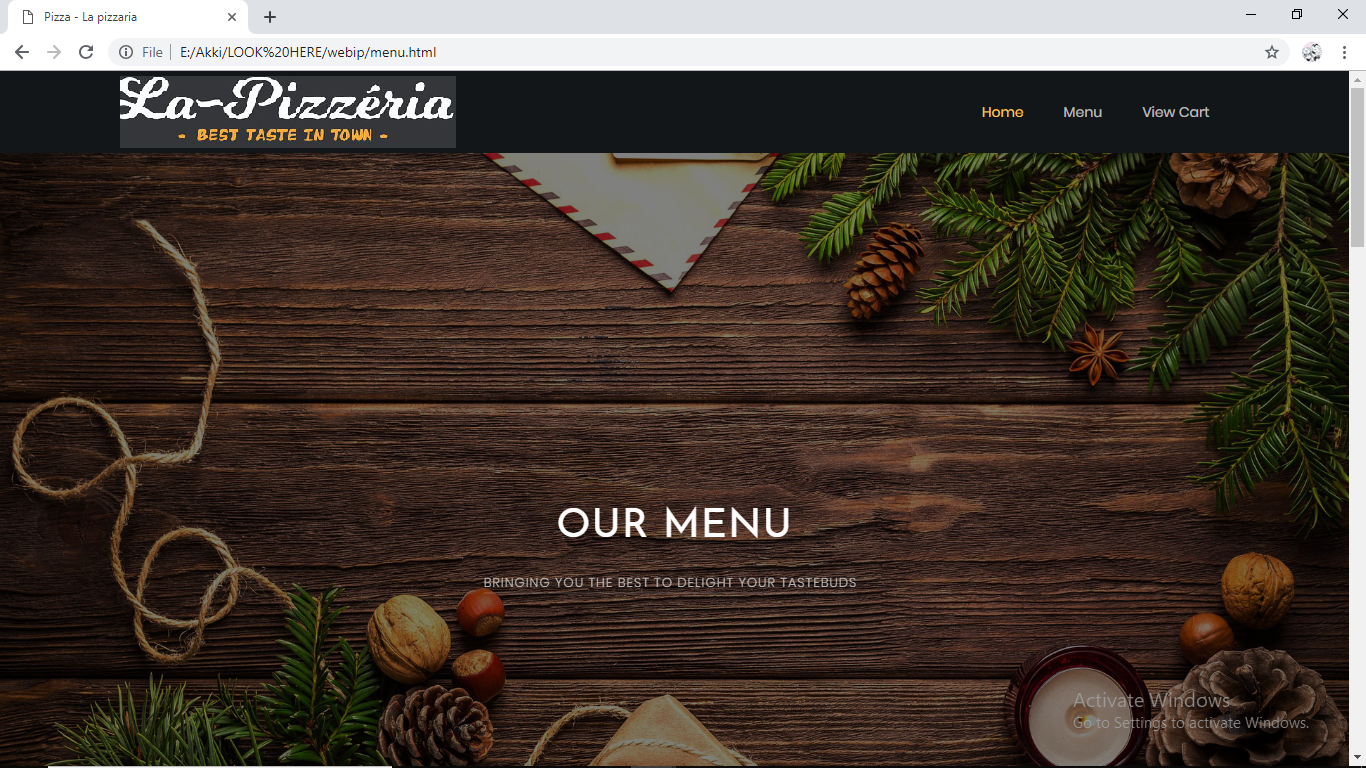 Pizza - La pizzaria
File
E:/Akki/LOOK%20HERE/webip/menu.html
La-Pizzéria
- BEST TASTE IN TOWN -
Home Menu View Cart
OUR MENU
BRINGING YOU THE BEST TO DELIGHT YOUR TASTEBUDS
Activate Windows
Go to Settings to activate Windows.